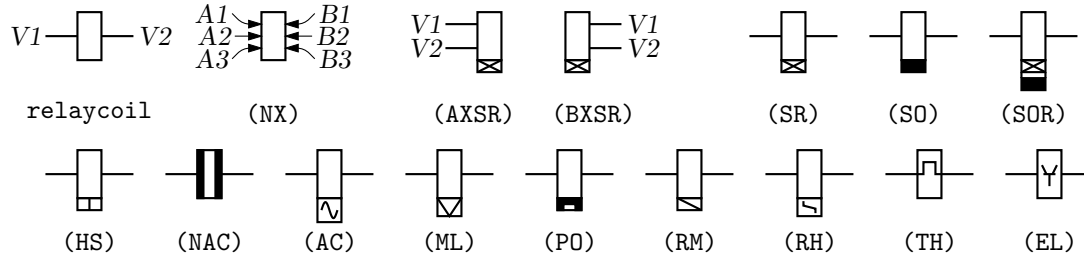 A1 B1 V1 V1
V1 V2 A2 B2 V2 V2
A3 B3
relaycoil (NX) (AXSR) (BXSR) (SR) (SO) (SOR)
(HS) (NAC) (AC) (ML) (PO) (RM) (RH) (TH) (EL)